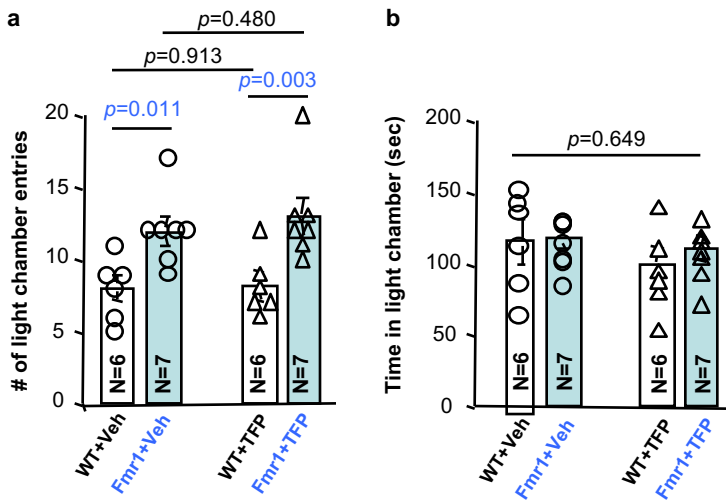 a
p=0.480
p=0.913
p=0.011
p=0.003
# of light chamber entries
20
15
10
5
0
N=6
N=7
N=6
N=7
WT+Veh
Fmr1+Veh
WT+TFP
Fmr1+TFP
b
p=0.649
Time in light chamber (sec)
200
150
100
50
0
N=6
N=7
N=6
N=7
WT+Veh
Fmr1+Veh
WT+TFP
Fmr1+TFP